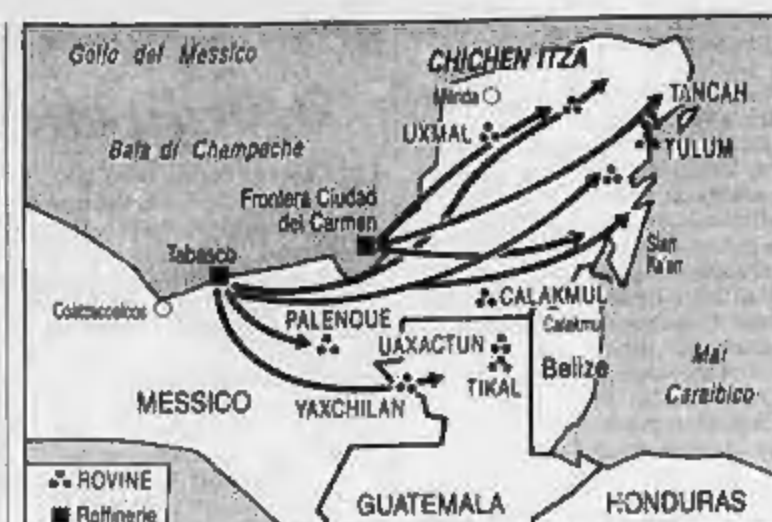 Golfo del Messico
CHICHEN ITZA
Merida
TANCAH
UXMAL
TULUM
Baia di Champeche
Frontera Ciudad
del Carmen
Tabasco
Sian
Ka'an
Coatzacoalcos
CALAKMUL
Calakmul
PALENQUE
UAXACTUN
Mar
Caraibico
Belize
TIKAL
MESSICO
YAXCHILAN
ROVINE
GUATEMALA
HONDURAS
Raffinerie